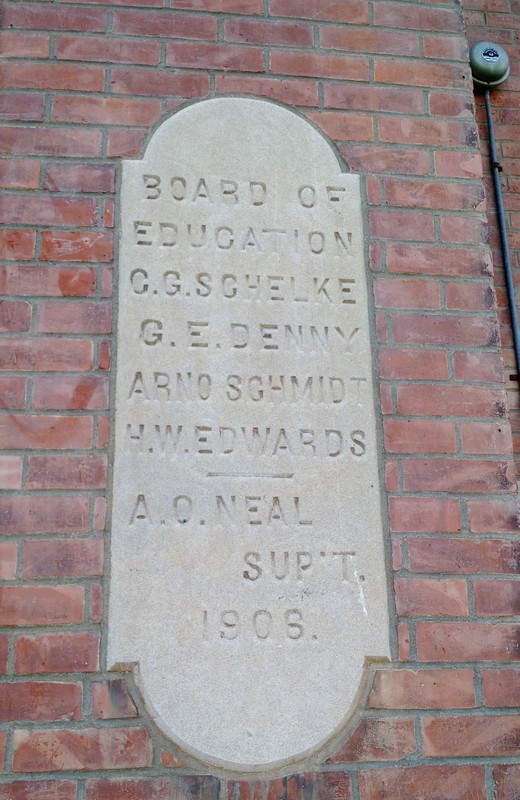 BOARD OF
EDUCATION
C.G. SCHELKE
G. E. DENNY
ARNO SCHMIDT
H.W. EDWARDS
A.O. NEAL
SUP'T.
1906.